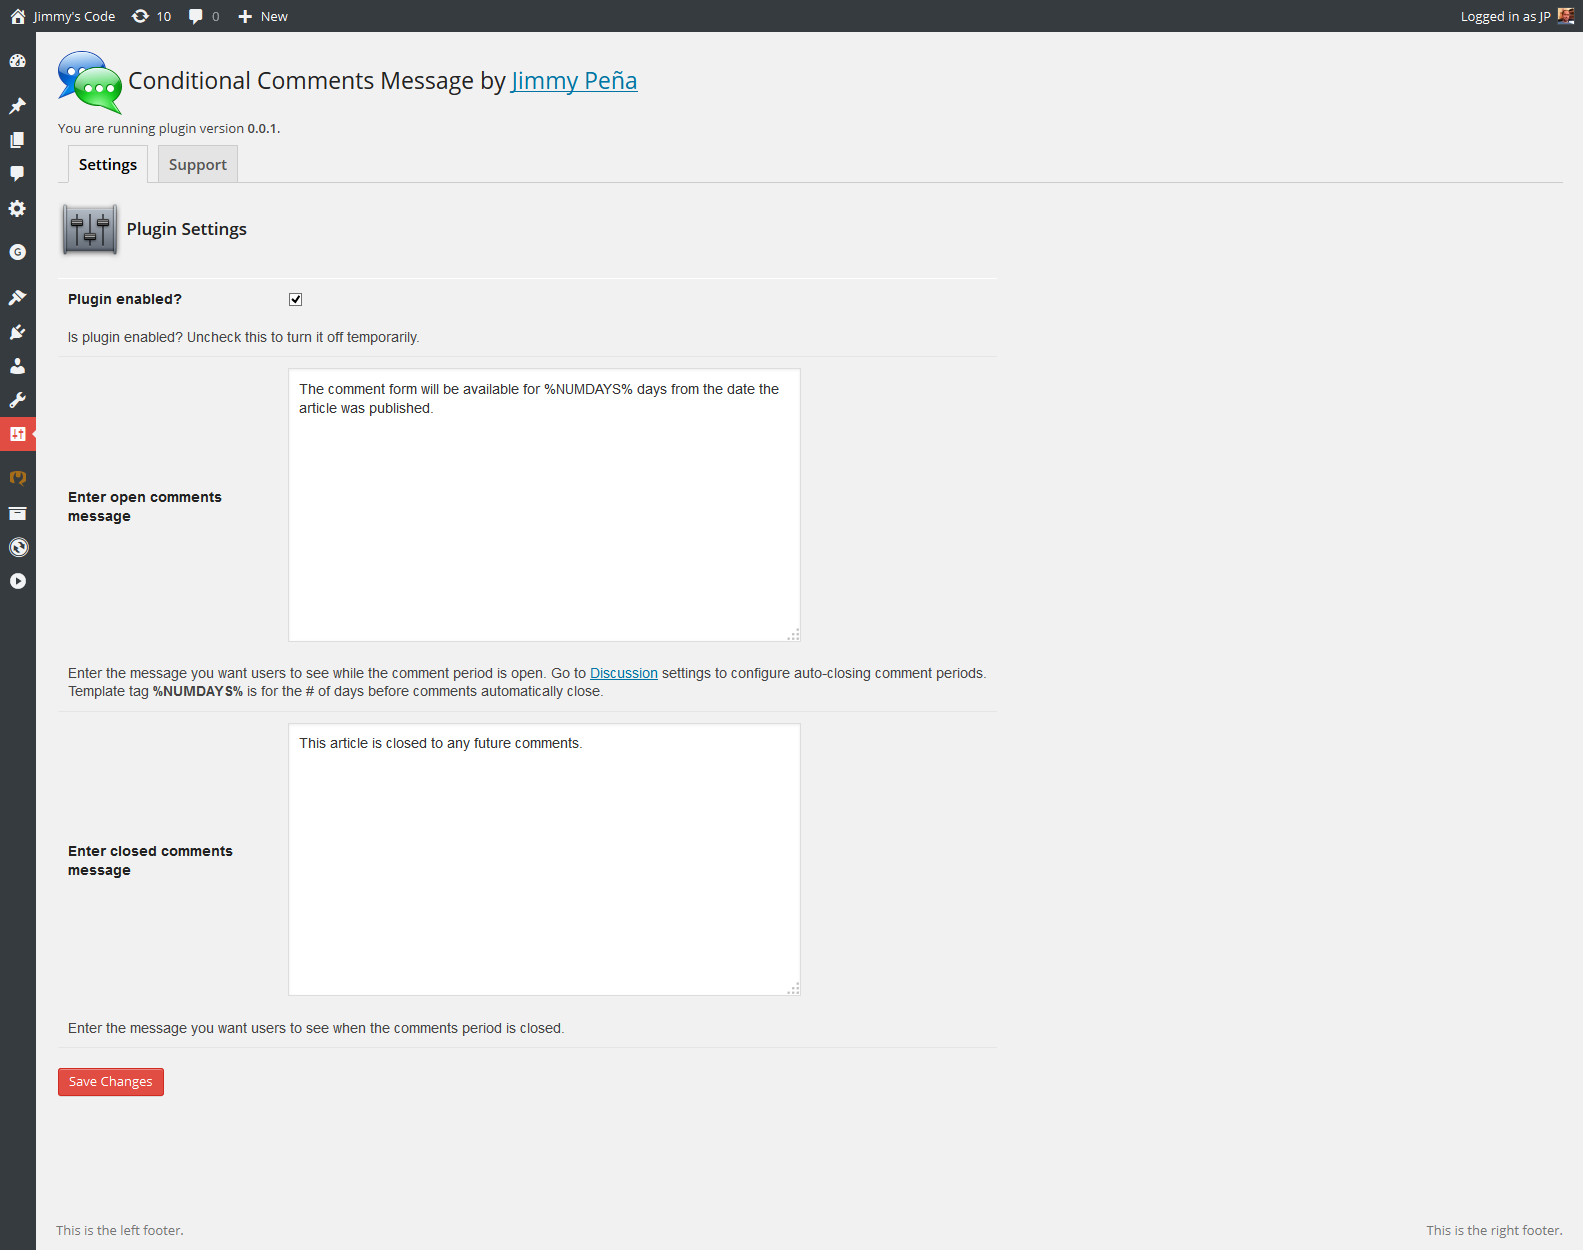 Jimmy's Code 10 0 New Logged in as JP
Conditional Comments Message by Jimmy Peña
You are running plugin version 0.0.1.
Settings Support
Plugin Settings
Plugin enabled?
Is plugin enabled? Uncheck this to turn it off temporarily.
The comment form will be available for %NUMDAYS% days from the date the
article was published.
Enter open comments
message
Enter the message you want users to see while the comment period is open. Go to Discussion settings to configure auto-closing comment periods.
Template tag %NUMDAYS% is for the # of days before comments automatically close.
This article is closed to any future comments.
Enter closed comments
message
Enter the message you want users to see when the comments period is closed.
Save Changes
This is the left footer. This is the right footer.